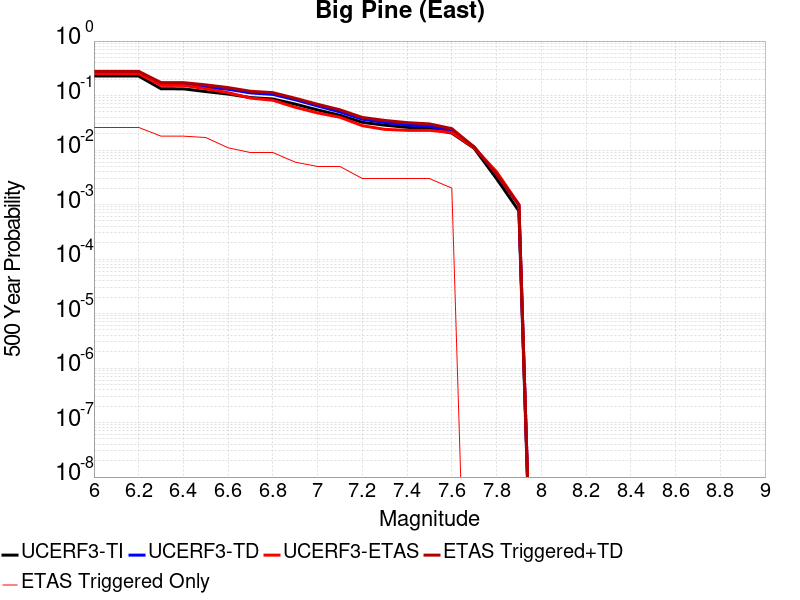 Big Pine (East)
500 Year Probability
10^0
10^-1
10^-2
10^-3
10^-4
10^-5
10^-6
10^-7
10^-8
6 6.2 6.4 6.6 6.8 7 7.2 7.4 7.6 7.8 8 8.2 8.4 8.6 8.8 9
Magnitude
UCERF3-TI UCERF3-TD UCERF3-ETAS ETAS Triggered+TD
ETAS Triggered Only